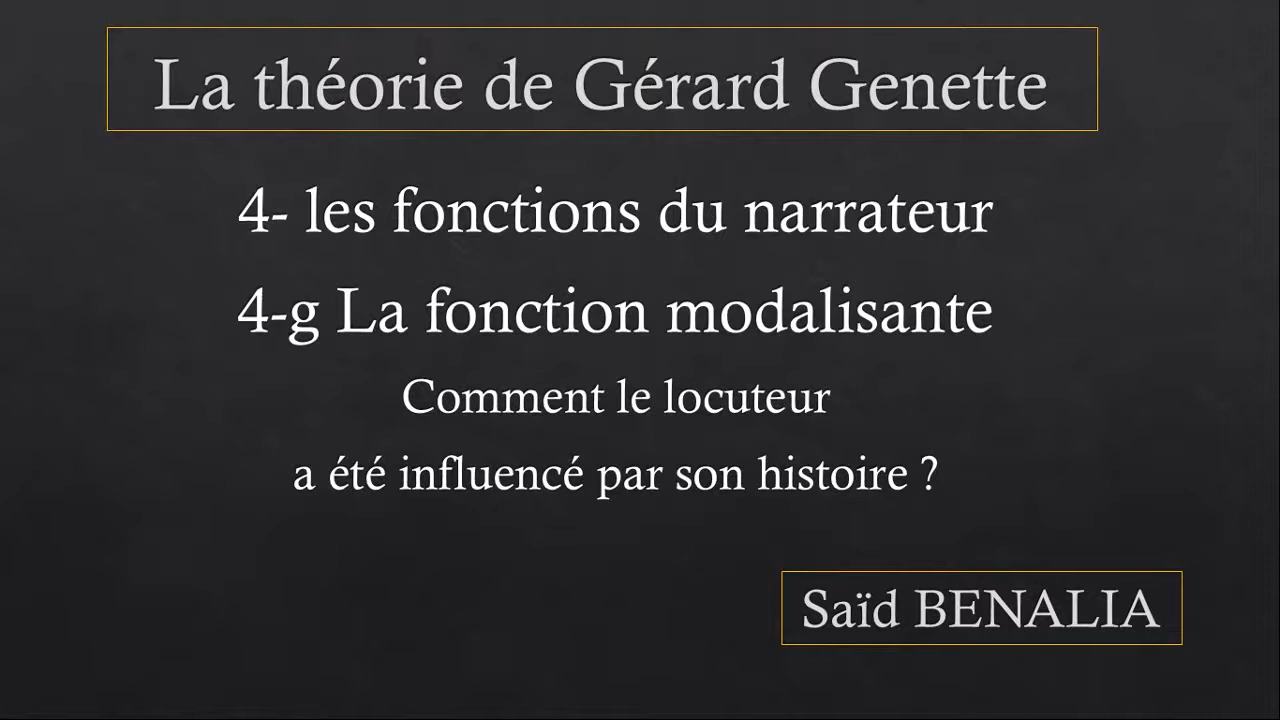 La théorie de Gérard Genette
4- les fonctions du narrateur
4-g La fonction modalisante
Comment le locuteur
a été influencé par son histoire ?
Saïd BENALIA